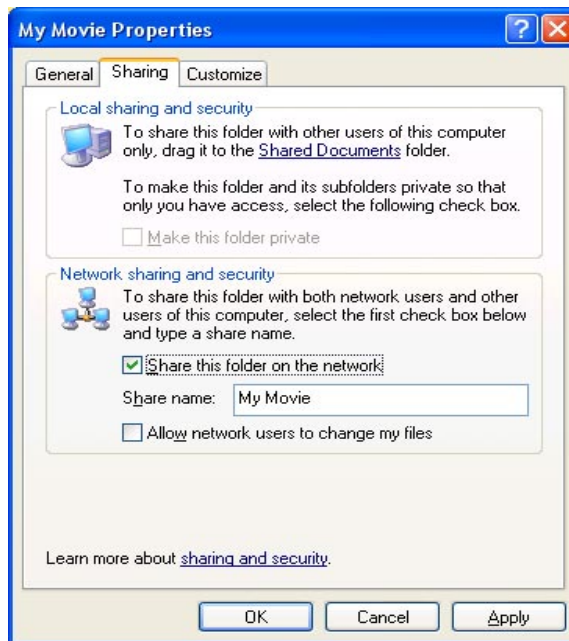 My Movie Properties
General Sharing Customize
Local sharing and security
To share this folder with other users of this computer
only, drag it to the Shared Documents folder.
To make this folder and its subfolders private so that
only you have access, select the following check box.
Make this folder private
Network sharing and security
To share this folder with both network users and other
users of this computer, select the first check box below
and type a share name.
Share this folder on the network
Share name: My Movie
Allow network users to change my files
Learn more about sharing and security.
OK Cancel Apply